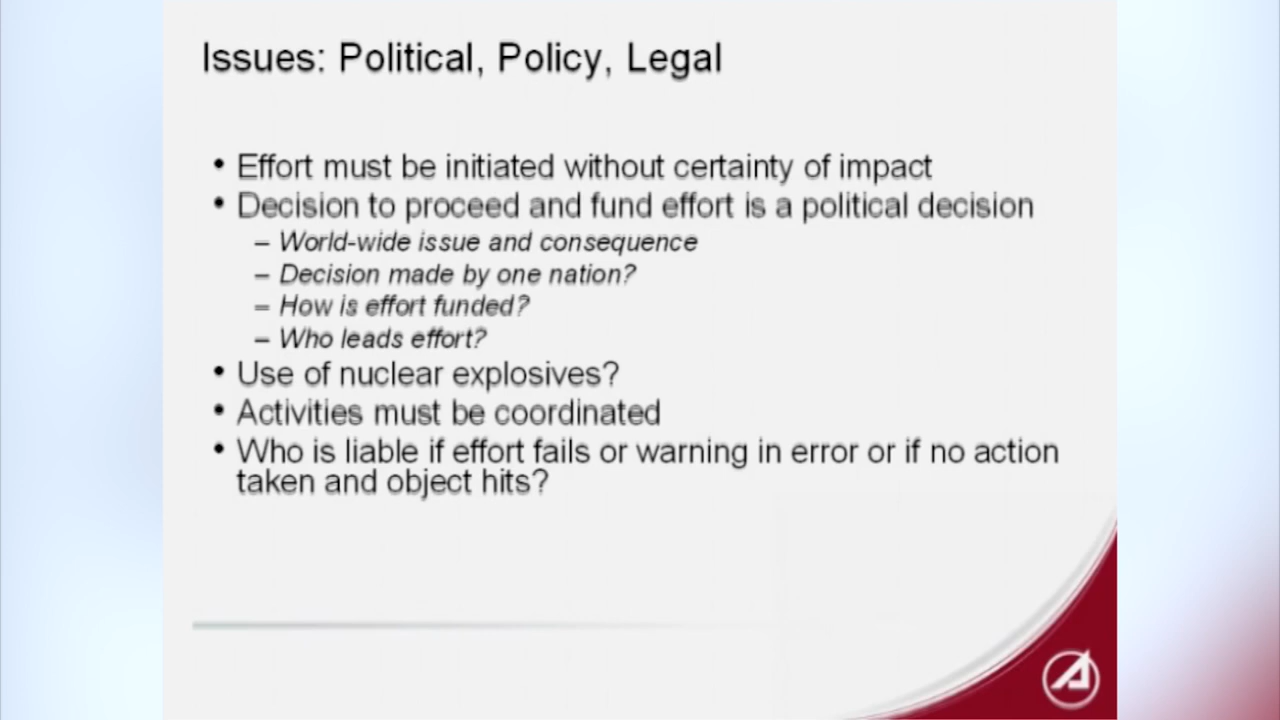 Issues: Political, Policy, Legal
• Effort must be initiated without certainty of impact
• Decision to proceed and fund effort is a political decision
– World-wide issue and consequence
– Decision made by one nation?
– How is effort funded?
– Who leads effort?
• Use of nuclear explosives?
• Activities must be coordinated
• Who is liable if effort fails or warning in error or if no action
taken and object hits?